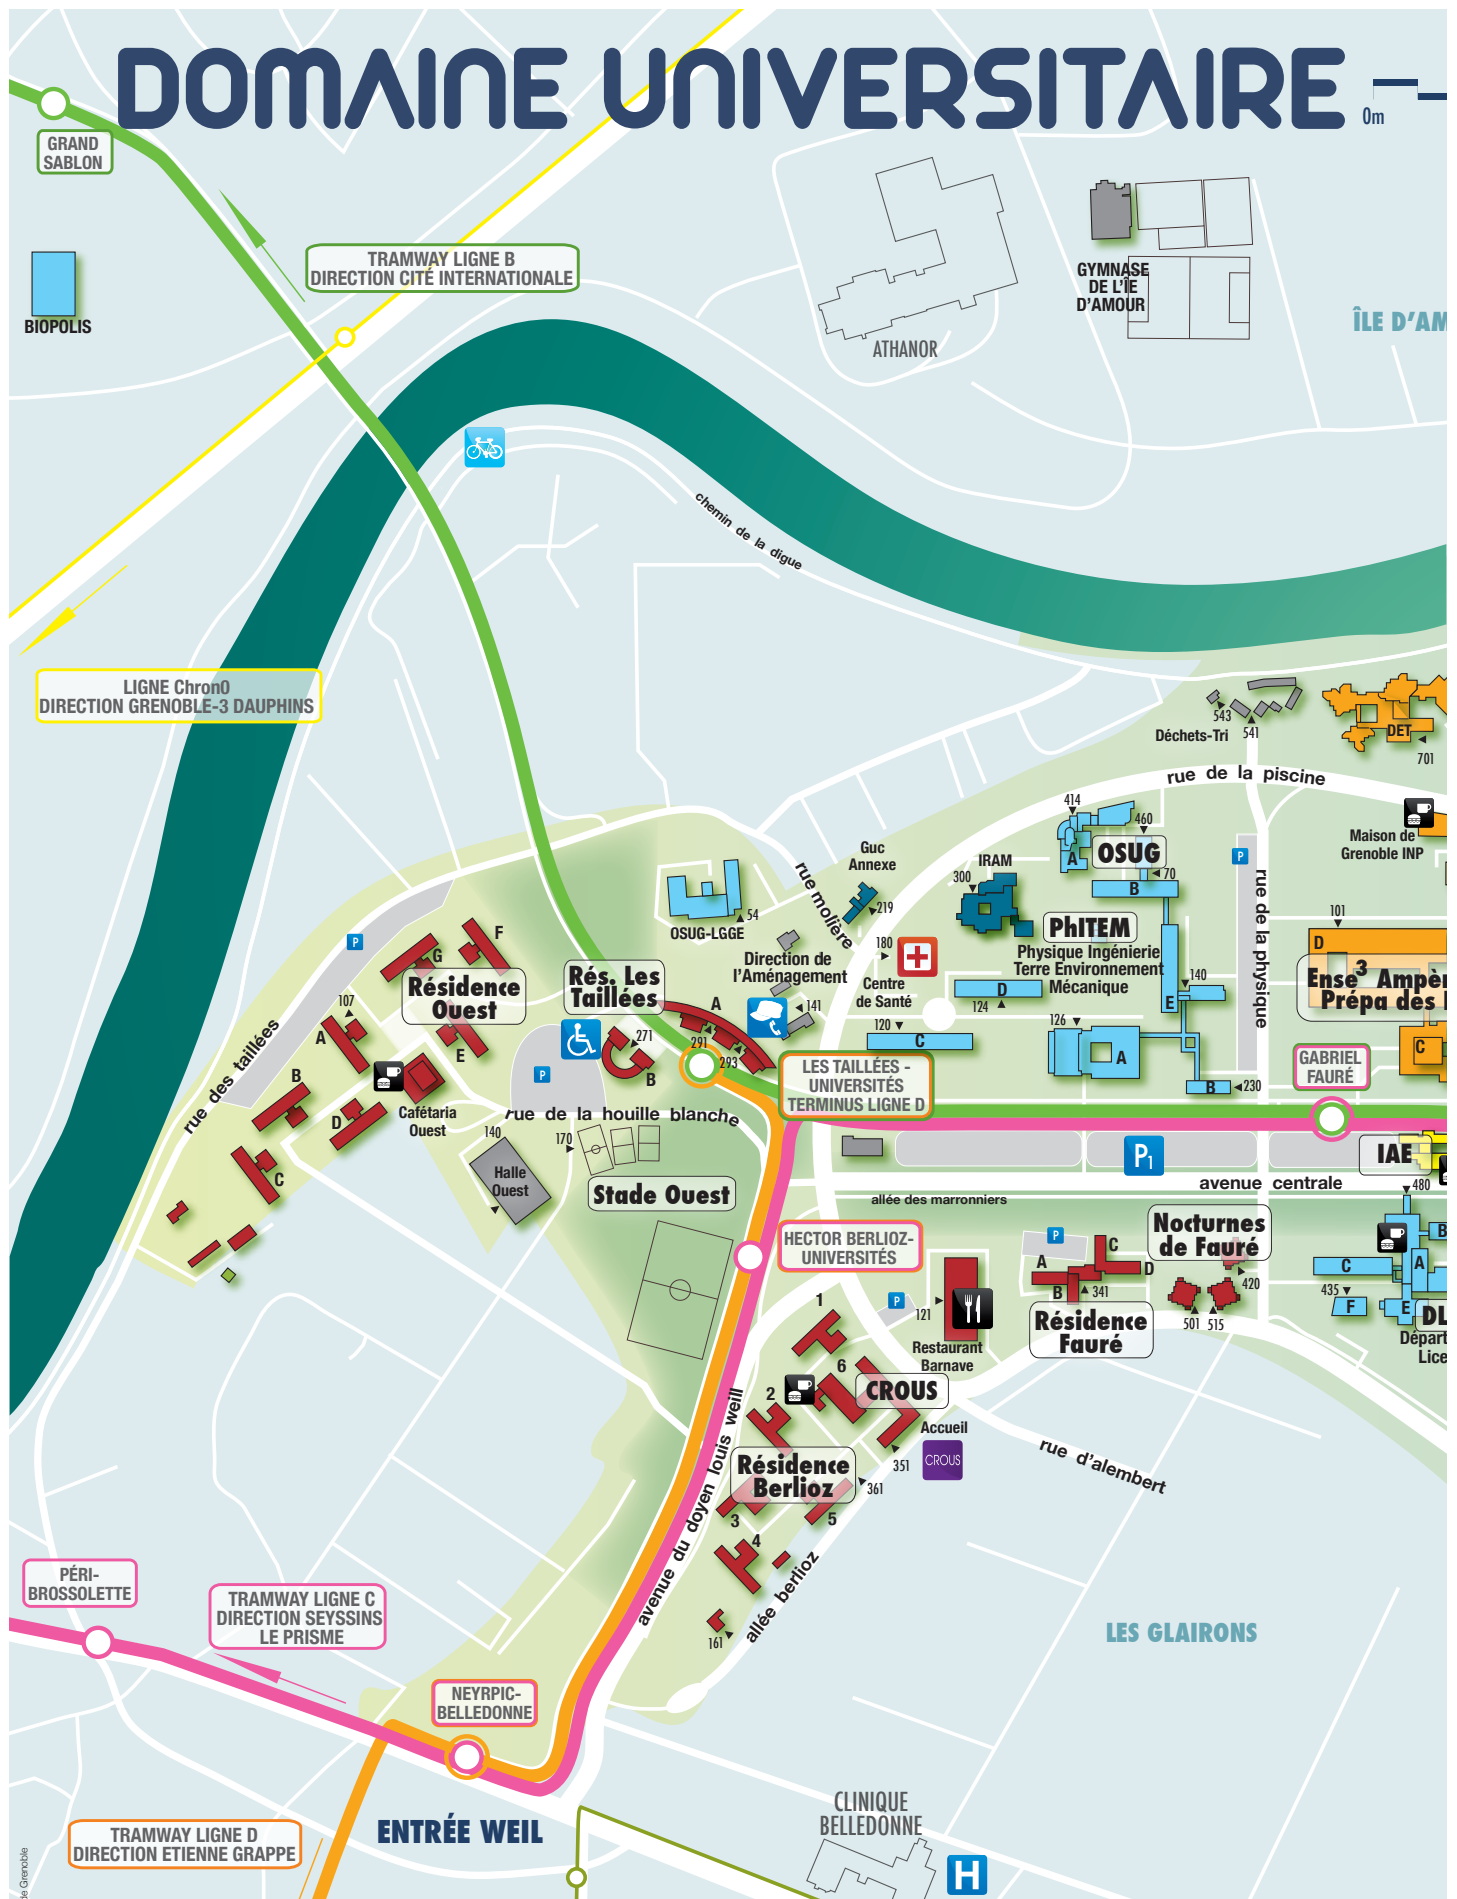 DOMAINE UNIVERSITAIRE
0m
GRAND
SABLON
TRAMWAY LIGNE B
DIRECTION CITÉ INTERNATIONALE
BIOPOLIS
GYMNASE
DE L'ÎLE
D'AMOUR
ATHANOR
ÎLE D'AM
chemin de la digue
LIGNE ChronO
DIRECTION GRENOBLE-3 DAUPHINS
543
Déchets-Tri
541
DET
701
rue de la piscine
414
460
A
OSUG
70
B
P
Maison de
Grenoble INP
Guc
Annexe
219
IRAM
300
rue molière
rue de la physique
54
OSUG-LGGE
101
D
PhITEM
Physique Ingénierie
Terre Environnement
Mécanique
180
Centre
de Santé
Direction de
l'Aménagement
141
Ense3 Ampèr
Prépa des I
C
D
124
E
140
120
C
126
A
B
230
P
F
G
Résidence
Ouest
107
A
E
B
D
C
Cafétaria
Ouest
rue des taillées
Rés. Les
Taillées
A
271
291
293
B
P
LES TAILLÉES -
UNIVERSITÉS
TERMINUS LIGNE D
GABRIEL
FAURÉ
rue de la houille blanche
140
Halle
Ouest
170
Stade Ouest
P1
IAE
avenue centrale
allée des marronniers
480
HECTOR BERLIOZ-
UNIVERSITÉS
Nocturnes
de Fauré
420
501
515
P
A
C
D
B
341
Résidence
Fauré
B
C
A
435
F
E
DL
Départ
Lice
P
121
Restaurant
Barnave
1
6
2
CROUS
Accueil
CROUS
351
361
Résidence
Berlioz
3
5
4
161
avenue du doyen louis weill
allée berlioz
rue d'alembert
LES GLAIRONS
PÉRI-
BROSSOLETTE
TRAMWAY LIGNE C
DIRECTION SEYSSINS
LE PRISME
NEYRPIC-
BELLEDONNE
ENTRÉE WEIL
TRAMWAY LIGNE D
DIRECTION ETIENNE GRAPPE
CLINIQUE
BELLEDONNE
H
de Grenoble